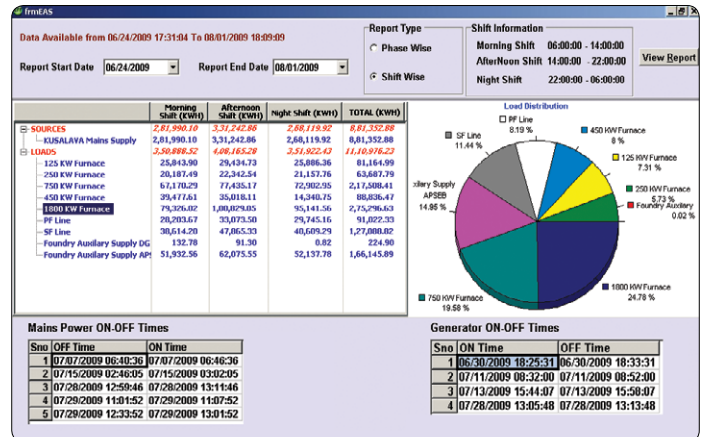 frmEAS
Data Available from 06/24/2009 17:31:04 To 08/01/2009 18:09:09
Report Start Date 06/24/2009 Report End Date 08/01/2009
Report Type
Phase Wise
Shift Wise
Shift Information
Morning Shift 06:00:00 - 14:00:00
AfterNoon Shift 14:00:00 - 22:00:00
Night Shift 22:00:00 - 06:00:00
View Report
Morning Shift (KWH) Afternoon Shift (KWH) Night Shift (KWH) TOTAL (KWH)
SOURCES 2,81,990.10 3,31,242.86 2,68,119.92 8,81,352.88
KUSALAVA Mains Supply 2,81,990.10 3,31,242.86 2,68,119.92 8,81,352.88
LOADS 3,50,888.52 4,08,165.28 3,51,922.43 11,10,976.23
125 KW Furnace 25,843.90 29,434.73 25,886.36 81,164.99
250 KW Furnace 20,187.49 22,342.54 21,157.76 63,687.79
750 KW Furnace 67,170.29 77,435.17 72,902.95 2,17,508.41
450 KW Furnace 39,477.61 35,018.11 14,340.75 88,836.47
1800 KW Furnace 79,326.02 1,00,829.05 95,141.56 2,75,296.63
PF Line 28,203.67 33,073.50 29,745.16 91,022.33
SF Line 38,614.20 47,865.33 40,609.29 1,27,088.82
Foundry Auxilary Supply DG 132.78 91.30 0.82 224.90
Foundry Auxilary Supply AP 51,932.56 62,075.55 52,137.78 1,66,145.89
Load Distribution
PF Line
8.19 %
450 KW Furnace
8 %
SF Line
11.44 %
125 KW Furnace
7.31 %
xilary Supply APSEB
14.95 %
250 KW Furnace
5.73 %
Foundry Auxilary
0.02 %
750 KW Furnace
19.58 %
1800 KW Furnace
24.78 %
Mains Power ON-OFF Times
Sno OFF Time ON Time
1 07/07/2009 06:40:36 07/07/2009 06:46:36
2 07/15/2009 02:46:05 07/15/2009 03:02:05
3 07/28/2009 12:59:46 07/28/2009 13:11:46
4 07/29/2009 11:01:52 07/29/2009 11:07:52
5 07/29/2009 12:33:52 07/29/2009 13:01:52
Generator ON-OFF Times
Sno ON Time OFF Time
1 06/30/2009 18:25:31 06/30/2009 18:33:31
2 07/11/2009 08:32:00 07/11/2009 08:52:00
3 07/13/2009 15:44:07 07/13/2009 15:58:07
4 07/28/2009 13:05:48 07/28/2009 13:13:48